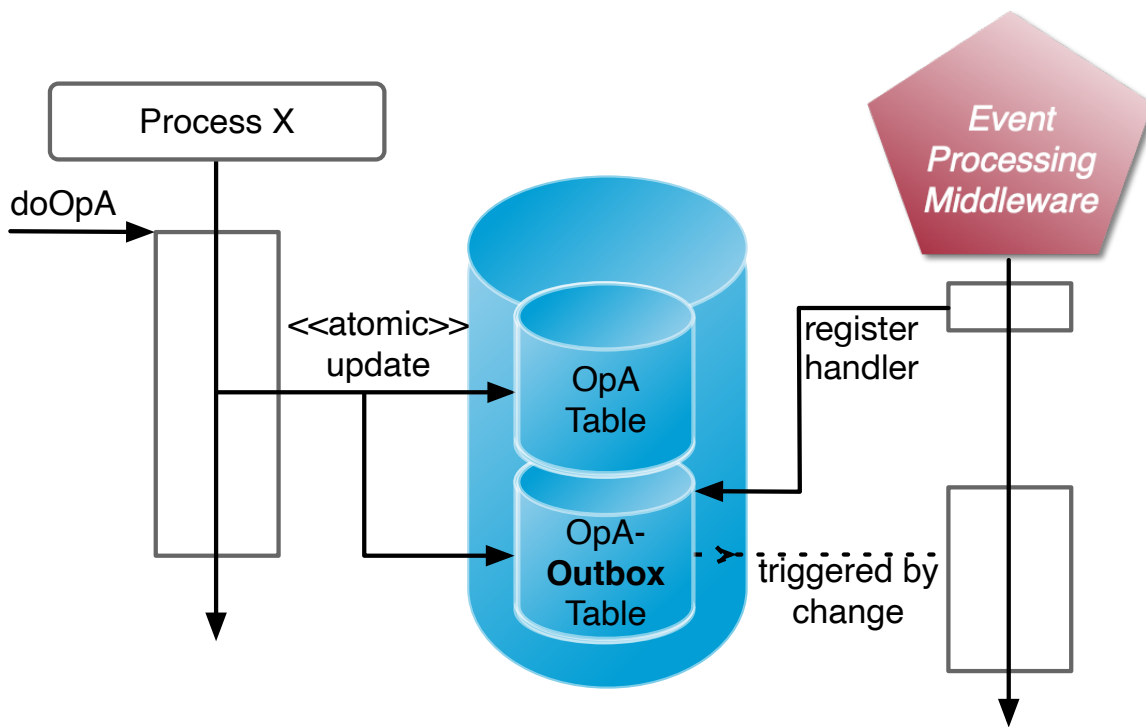 Process X
doOpA
<<atomic>>
update
OpA
Table
OpA-
Outbox
Table
Event
Processing
Middleware
register
handler
triggered by
change